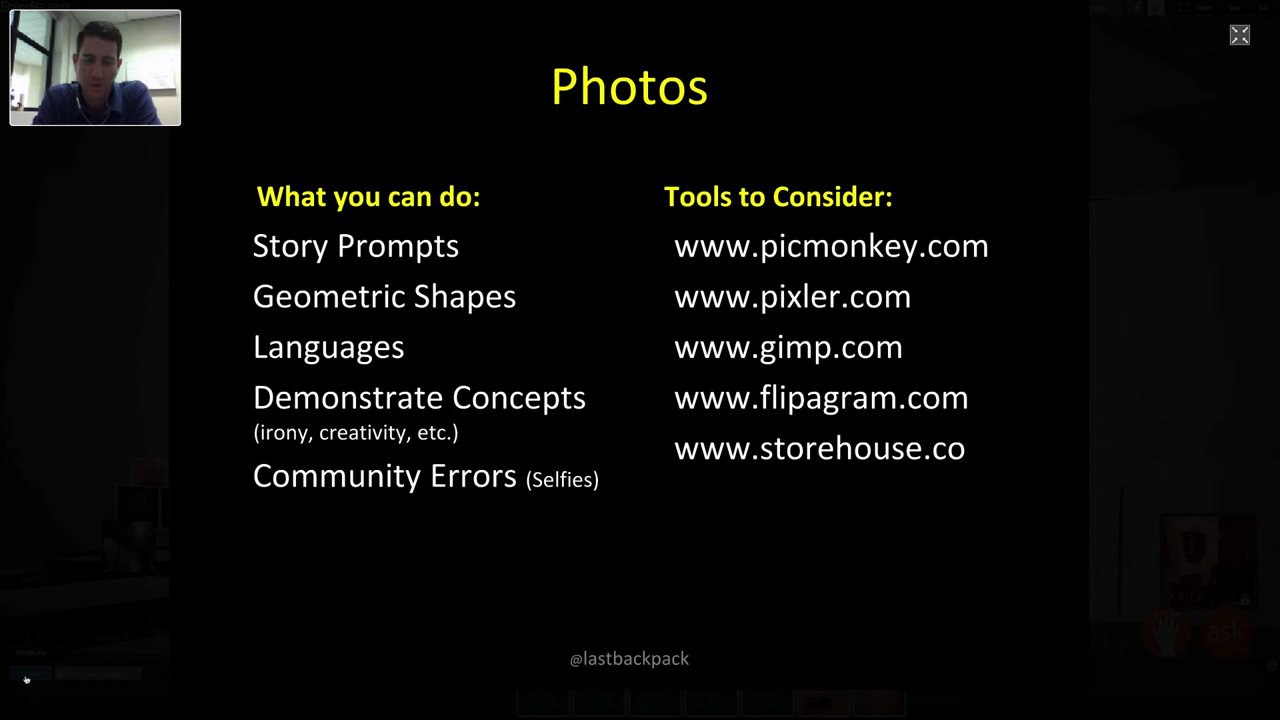 Photos
What you can do:
Story Prompts
Geometric Shapes
Languages
Demonstrate Concepts
(irony, creativity, etc.)
Community Errors (Selfies)
Tools to Consider:
www.picmonkey.com
www.pixler.com
www.gimp.com
www.flipagram.com
www.storehouse.co
@lastbackpack
ask